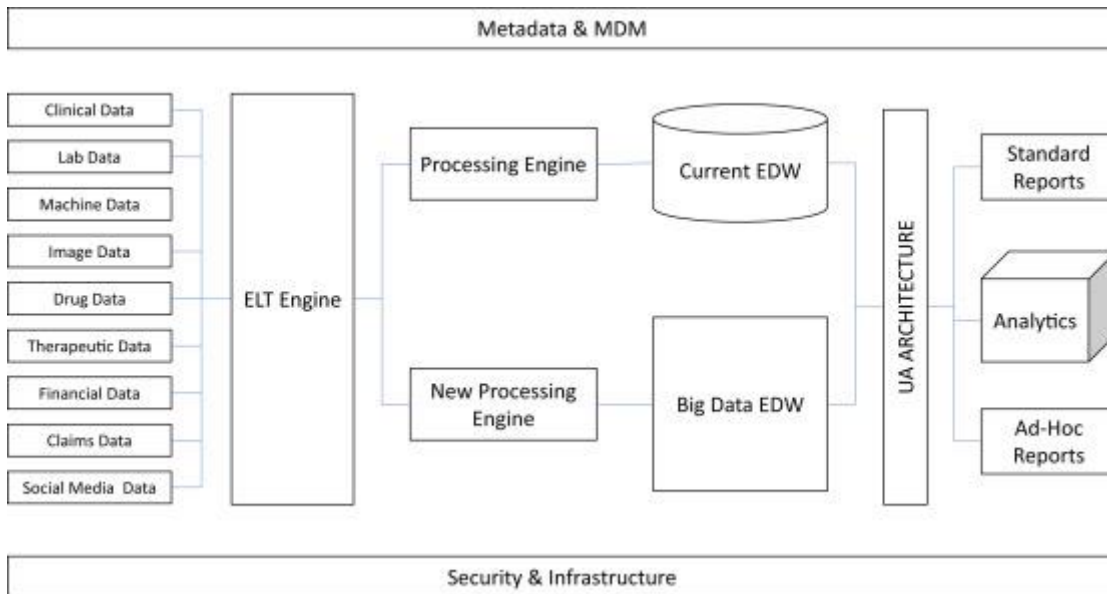 Metadata & MDM
Clinical Data
Lab Data
Machine Data
Image Data
Drug Data
Therapeutic Data
Financial Data
Claims Data
Social Media  Data
ELT Engine
Processing Engine
New Processing
Engine
Current EDW
Big Data EDW
UA ARCHITECTURE
Standard
Reports
Analytics
Ad-Hoc
Reports
Security & Infrastructure